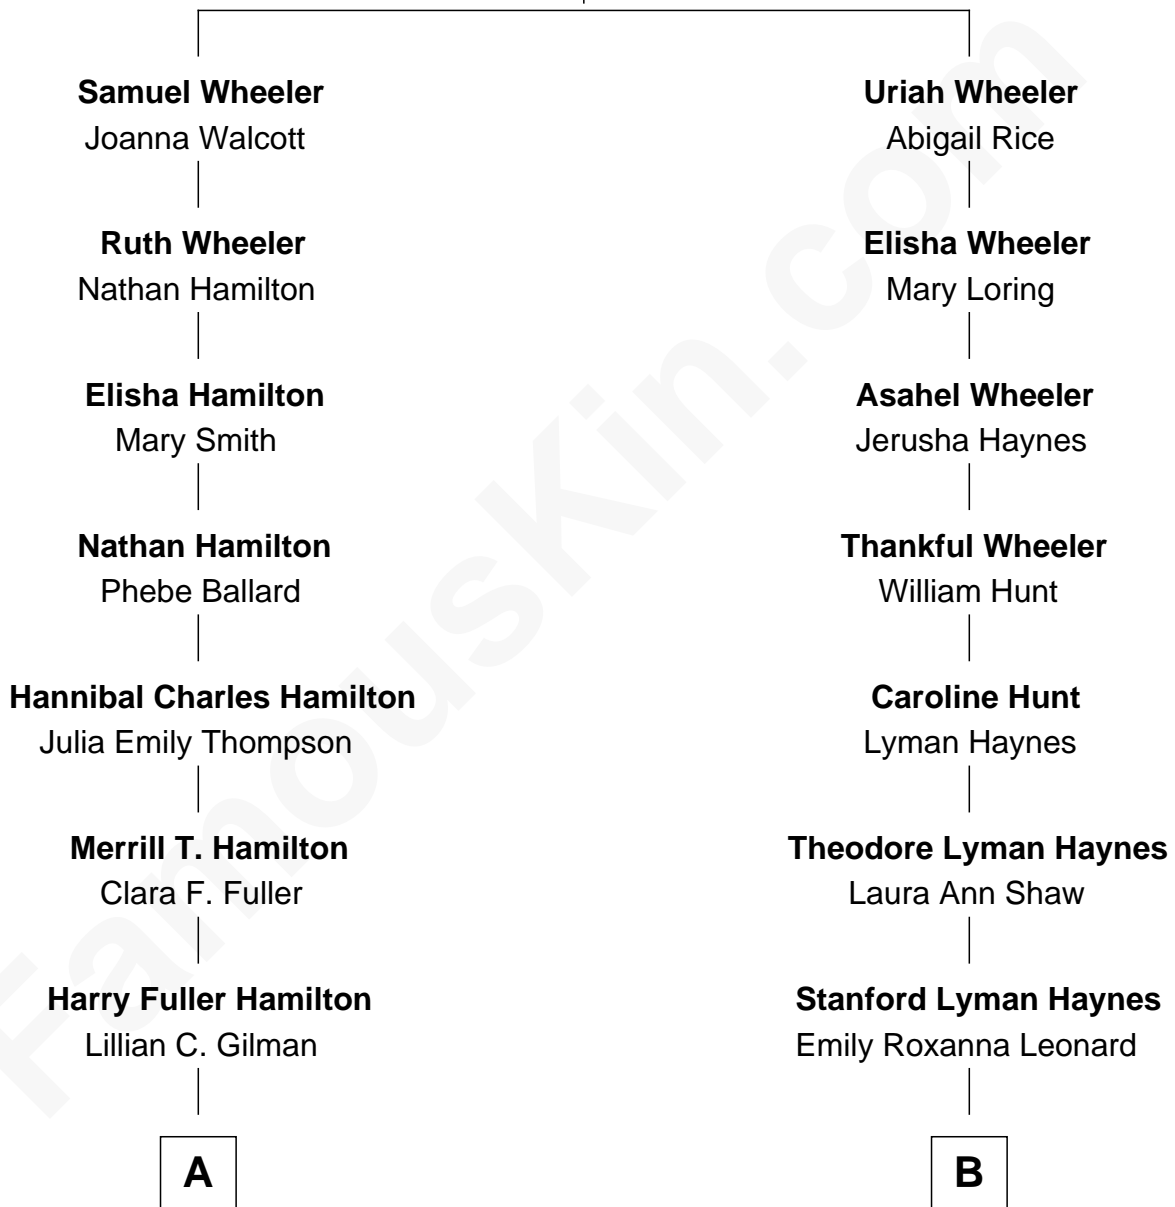 Samuel Wheeler
Joanna Walcott
Ruth Wheeler
Nathan Hamilton
Elisha Hamilton
Mary Smith
Nathan Hamilton
Phebe Ballard
Hannibal Charles Hamilton
Julia Emily Thompson
Merrill T. Hamilton
Clara F. Fuller
Harry Fuller Hamilton
Lillian C. Gilman
A
Uriah Wheeler
Abigail Rice
Elisha Wheeler
Mary Loring
Asahel Wheeler
Jerusha Haynes
Thankful Wheeler
William Hunt
Caroline Hunt
Lyman Haynes
Theodore Lyman Haynes
Laura Ann Shaw
Stanford Lyman Haynes
Emily Roxanna Leonard
B
FamousKin.com